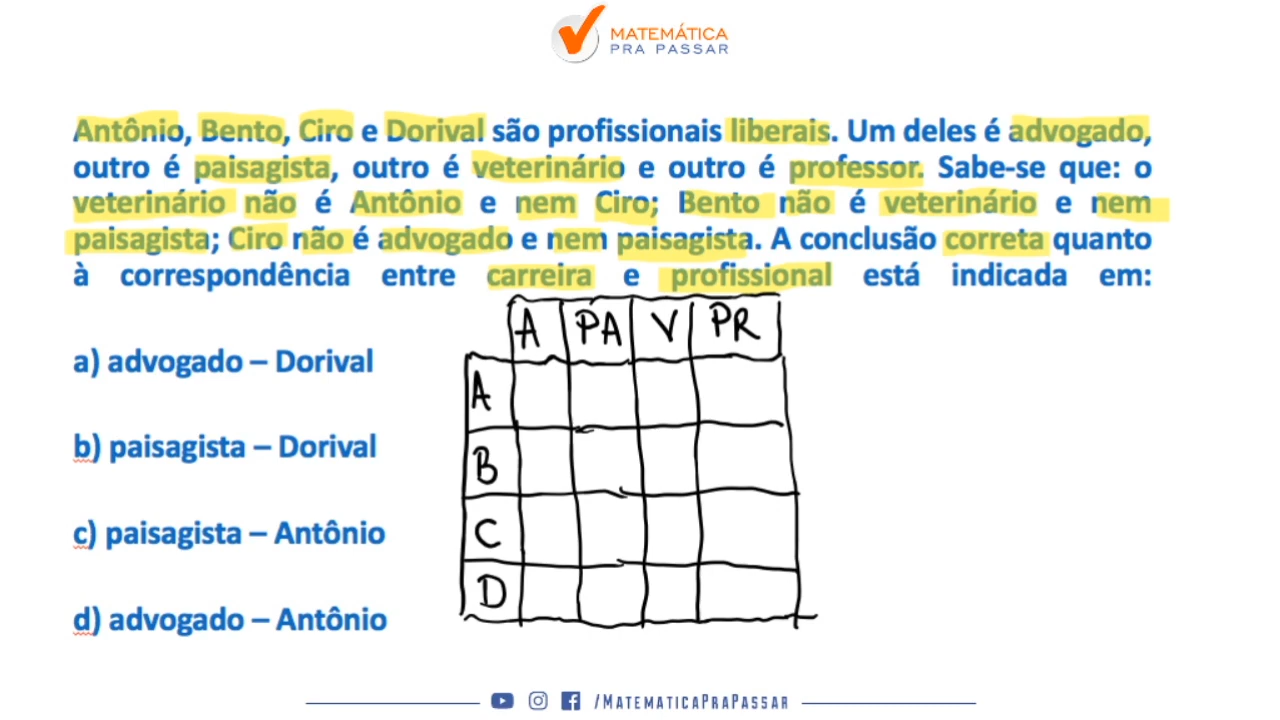 MATEMÁTICA
PRA PASSAR
Antônio, Bento, Ciro e Dorival são profissionais liberais. Um deles é advogado,
outro é paisagista, outro é veterinário e outro é professor. Sabe-se que: o
veterinário não é Antônio e nem Ciro; Bento não é veterinário e nem
paisagista; Ciro não é advogado e nem paisagista. A conclusão correta quanto
à correspondência entre carreira e profissional está indicada em:
A PA V PR
a) advogado – Dorival
A
b) paisagista – Dorival
B
c) paisagista – Antônio
C
D
d) advogado – Antônio
/MATEMATICAPRAPASSAR